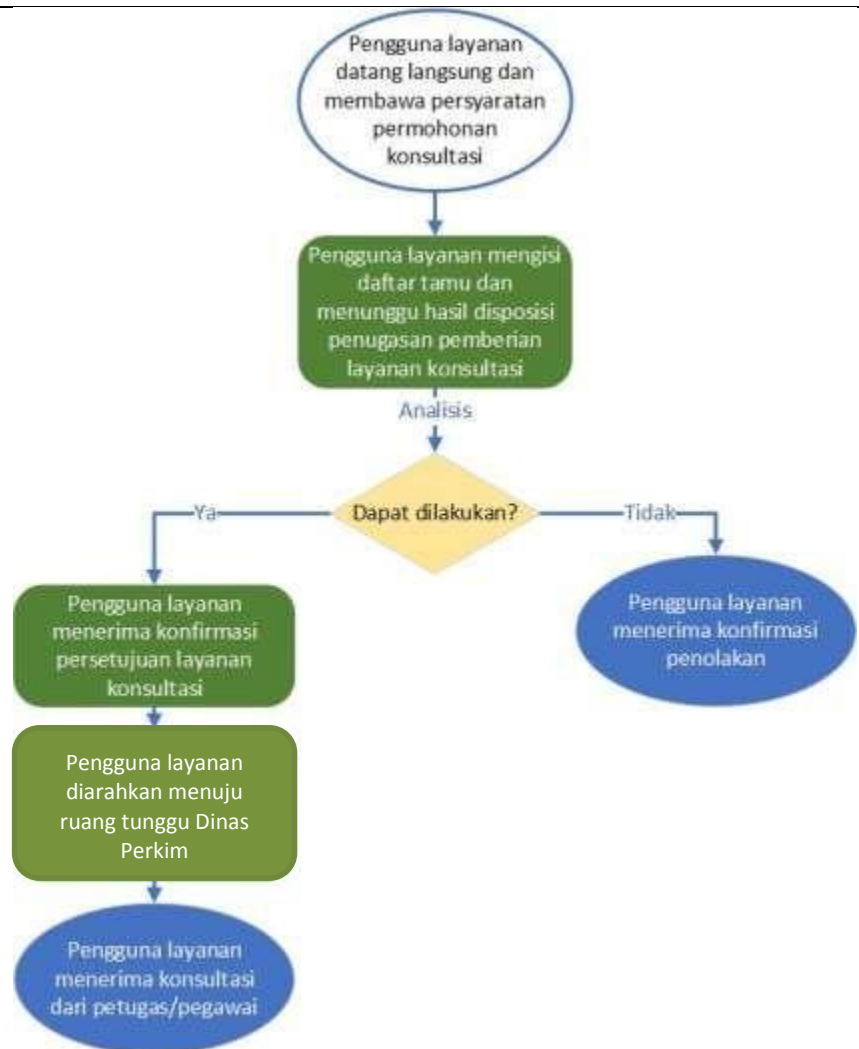 Pengguna layanan
datang langsung dan
membawa persyaratan
permohonan
konsultasi
Pengguna layanan mengisi
daftar tamu dan
menunggu hasil disposisi
penugasan pemberian
layanan konsultasi
Analisis
Dapat dilakukan?
Ya
Tidak
Pengguna layanan
menerima konfirmasi
persetujuan layanan
konsultasi
Pengguna layanan
menerima konfirmasi
penolakan
Pengguna layanan
diarahkan menuju
ruang tunggu Dinas
Perkim
Pengguna layanan
menerima konsultasi
dari petugas/pegawai